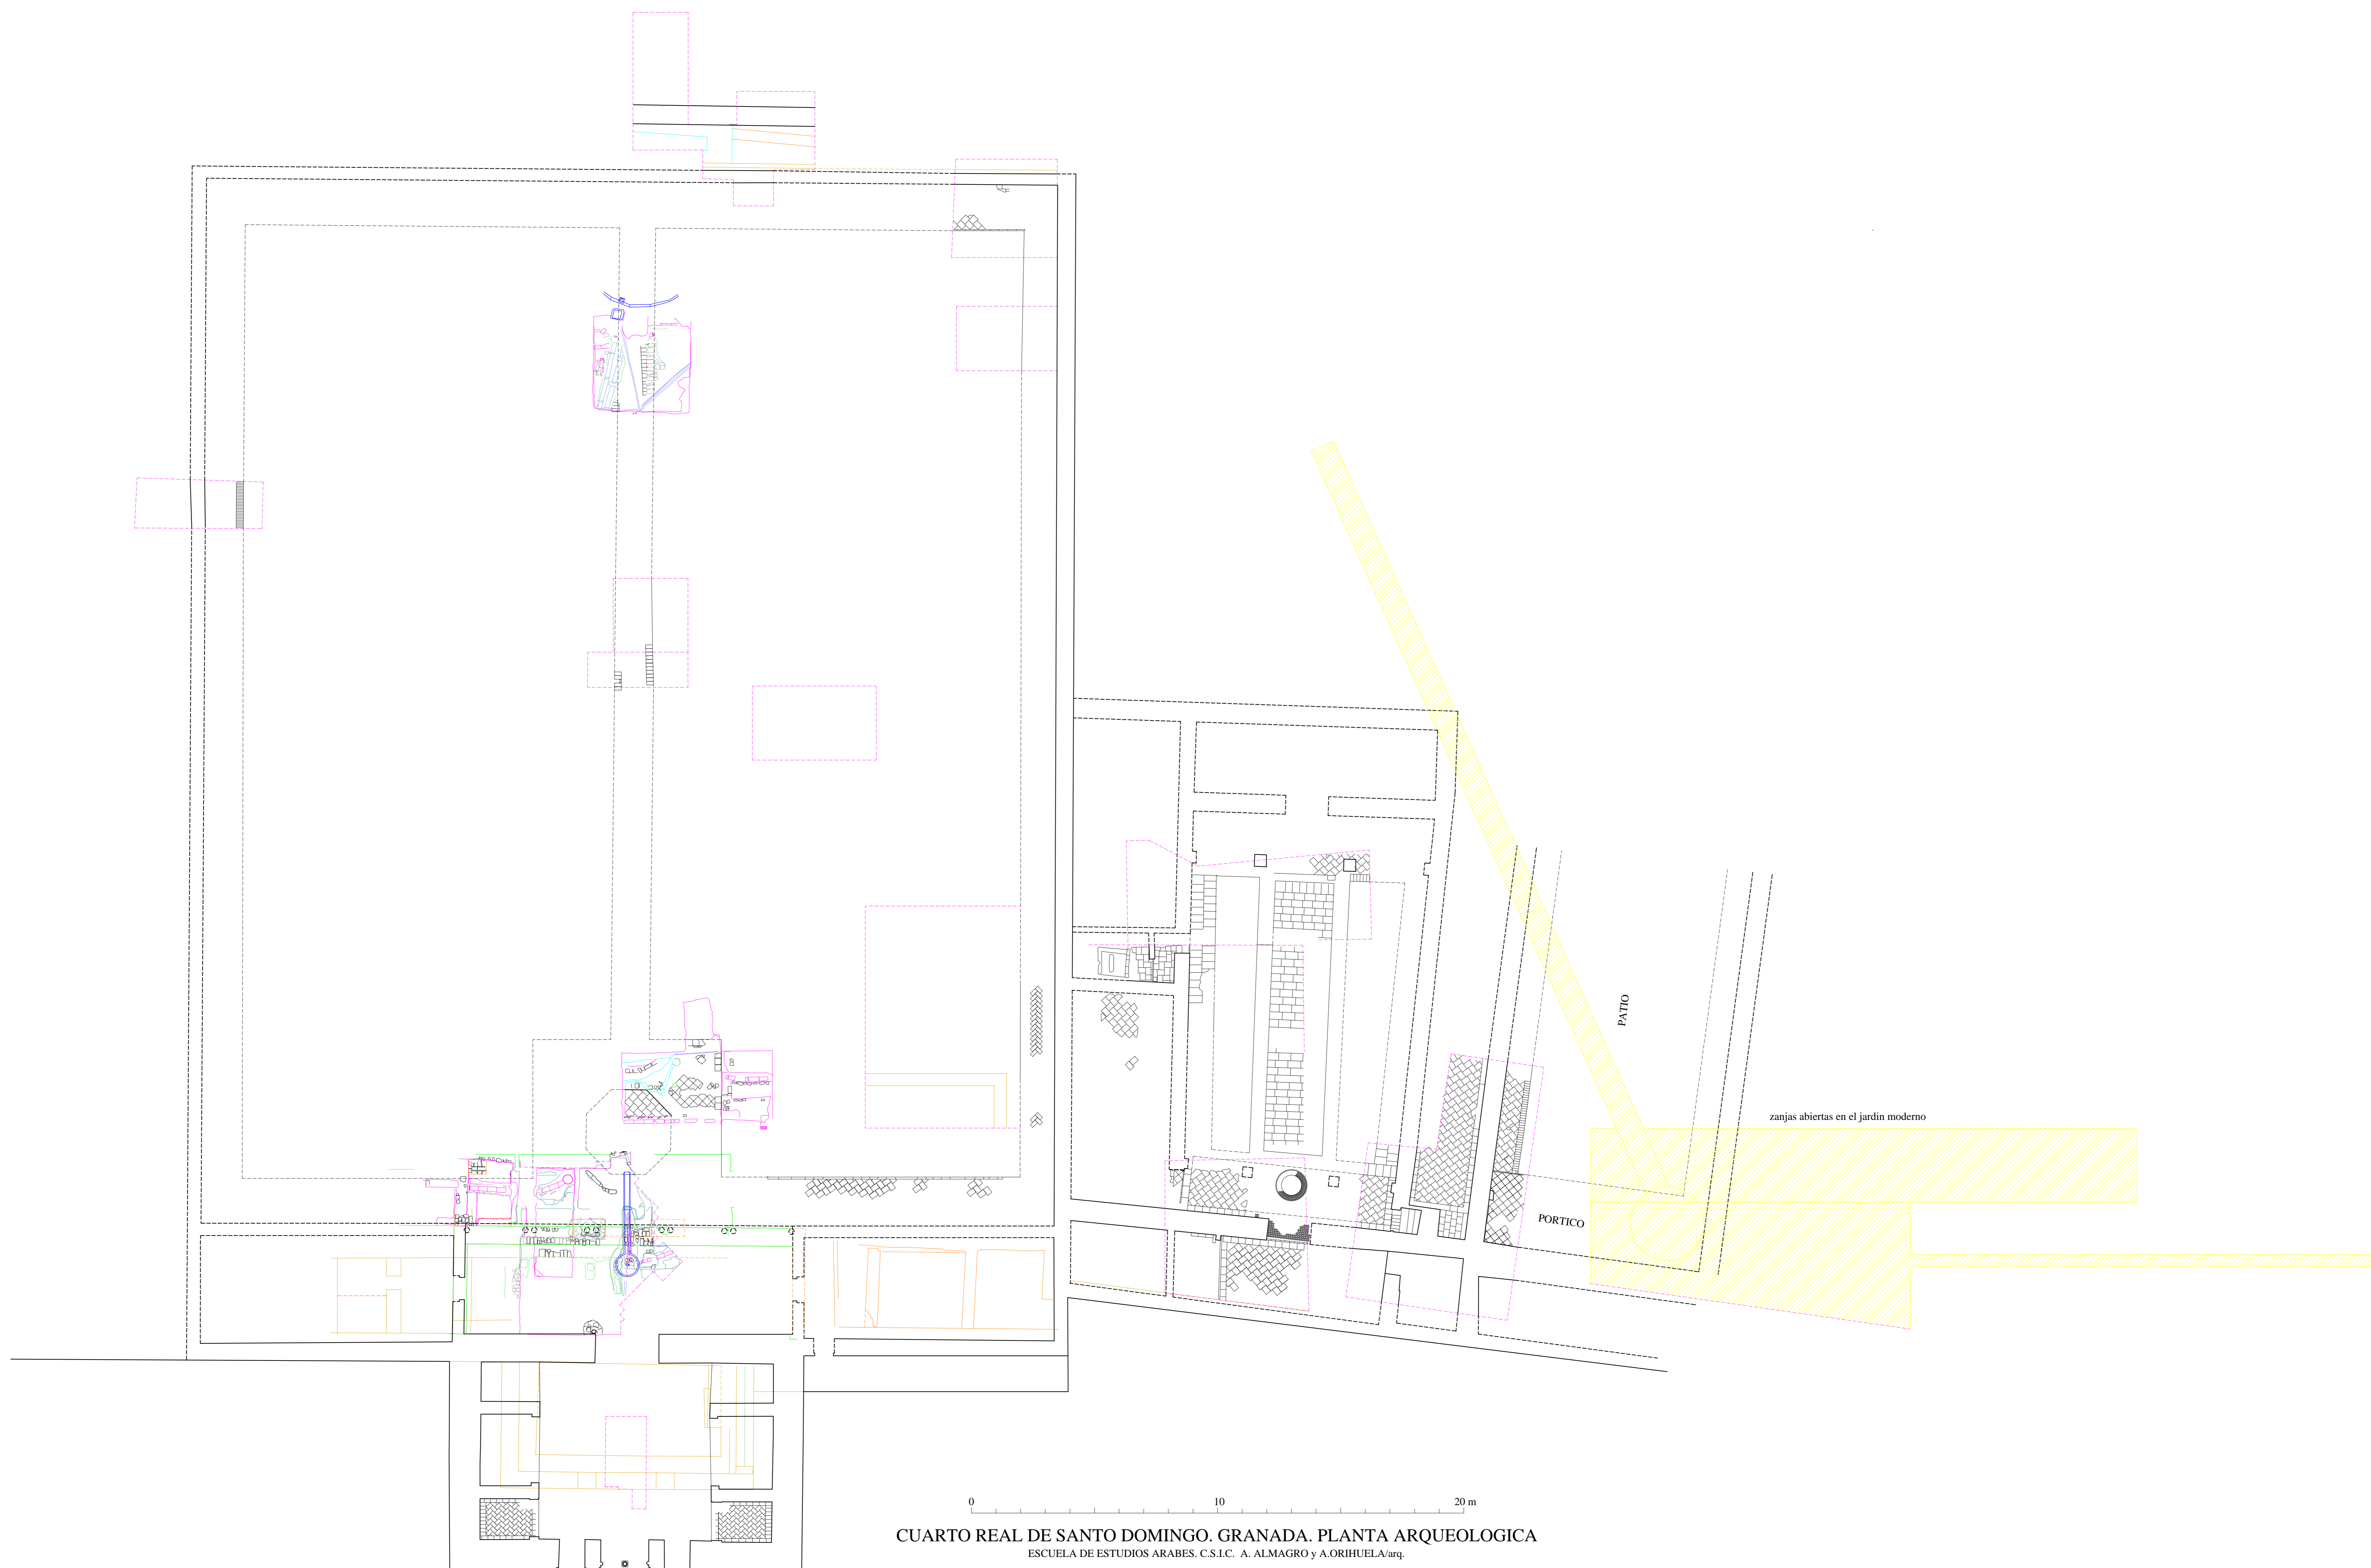 PATIO
zanjas abiertas en el jardin moderno
PORTICO
0 10 20 m
CUARTO REAL DE SANTO DOMINGO. GRANADA. PLANTA ARQUEOLOGICA
ESCUELA DE ESTUDIOS ARABES. C.S.I.C. A. ALMAGRO y A.ORIHUELA/arq.